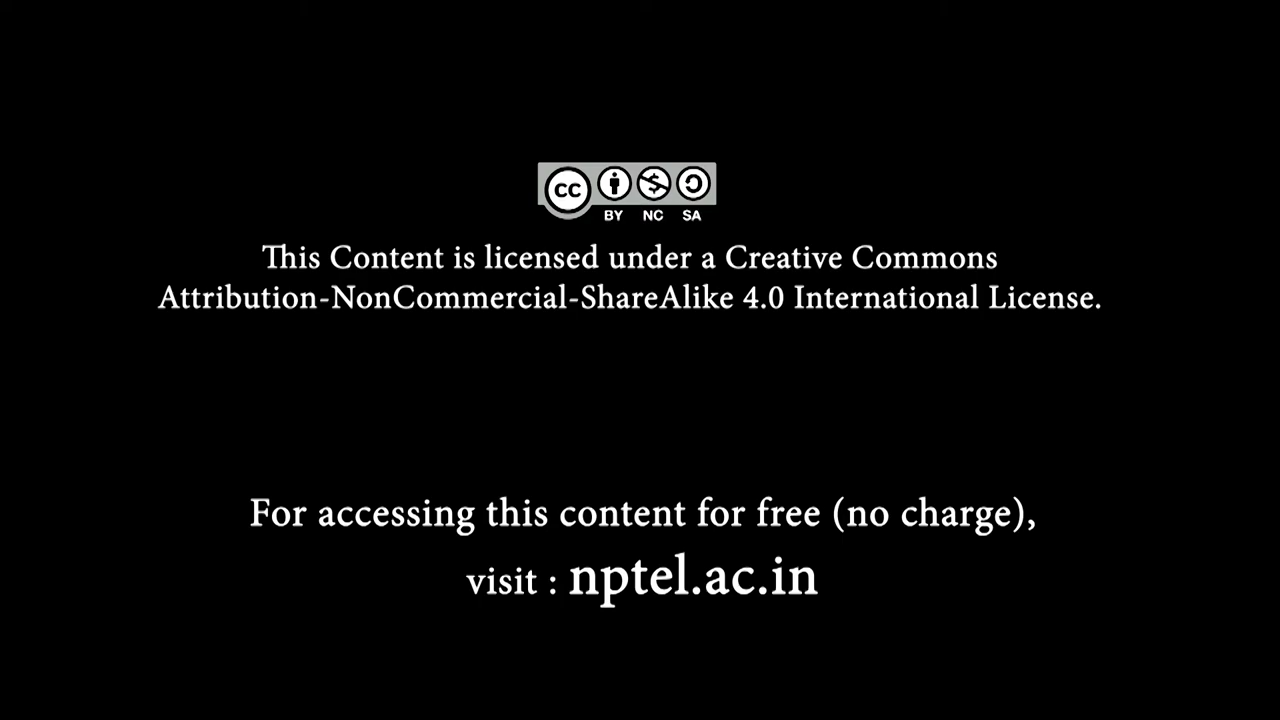 CC BY NC SA
This Content is licensed under a Creative Commons
Attribution-NonCommercial-ShareAlike 4.0 International License.
For accessing this content for free (no charge),
visit : nptel.ac.in